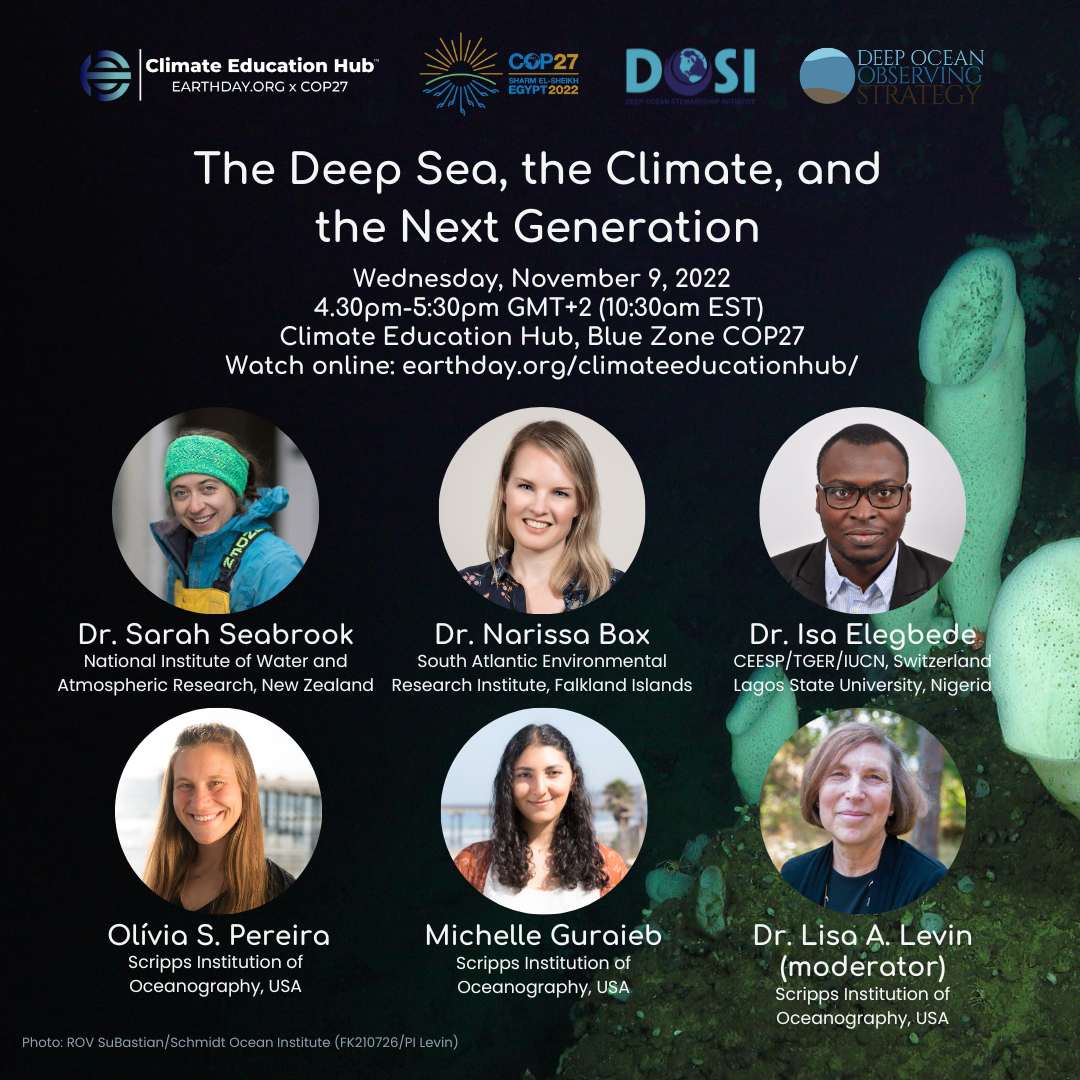 Climate Education Hub™
EARTHDAY.ORG x COP27
COP27
SHARM EL-SHEIKH
EGYPT 2022
DOSI
DEEP-OCEAN STEWARDSHIP INITIATIVE
DEEP OCEAN
OBSERVING
STRATEGY
The Deep Sea, the Climate, and
the Next Generation
Wednesday, November 9, 2022
4.30pm-5:30pm GMT+2 (10:30am EST)
Climate Education Hub, Blue Zone COP27
Watch online: earthday.org/climateeducationhub/
Dr. Sarah Seabrook
National Institute of Water and
Atmospheric Research, New Zealand
Dr. Narissa Bax
South Atlantic Environmental
Research Institute, Falkland Islands
Dr. Isa Elegbede
CEESP/TGER/IUCN, Switzerland
Lagos State University, Nigeria
Olívia S. Pereira
Scripps Institution of
Oceanography, USA
Michelle Guraieb
Scripps Institution of
Oceanography, USA
Dr. Lisa A. Levin
(moderator)
Scripps Institution of
Oceanography, USA
Photo: ROV SuBastian/Schmidt Ocean Institute (FK210726/PI Levin)